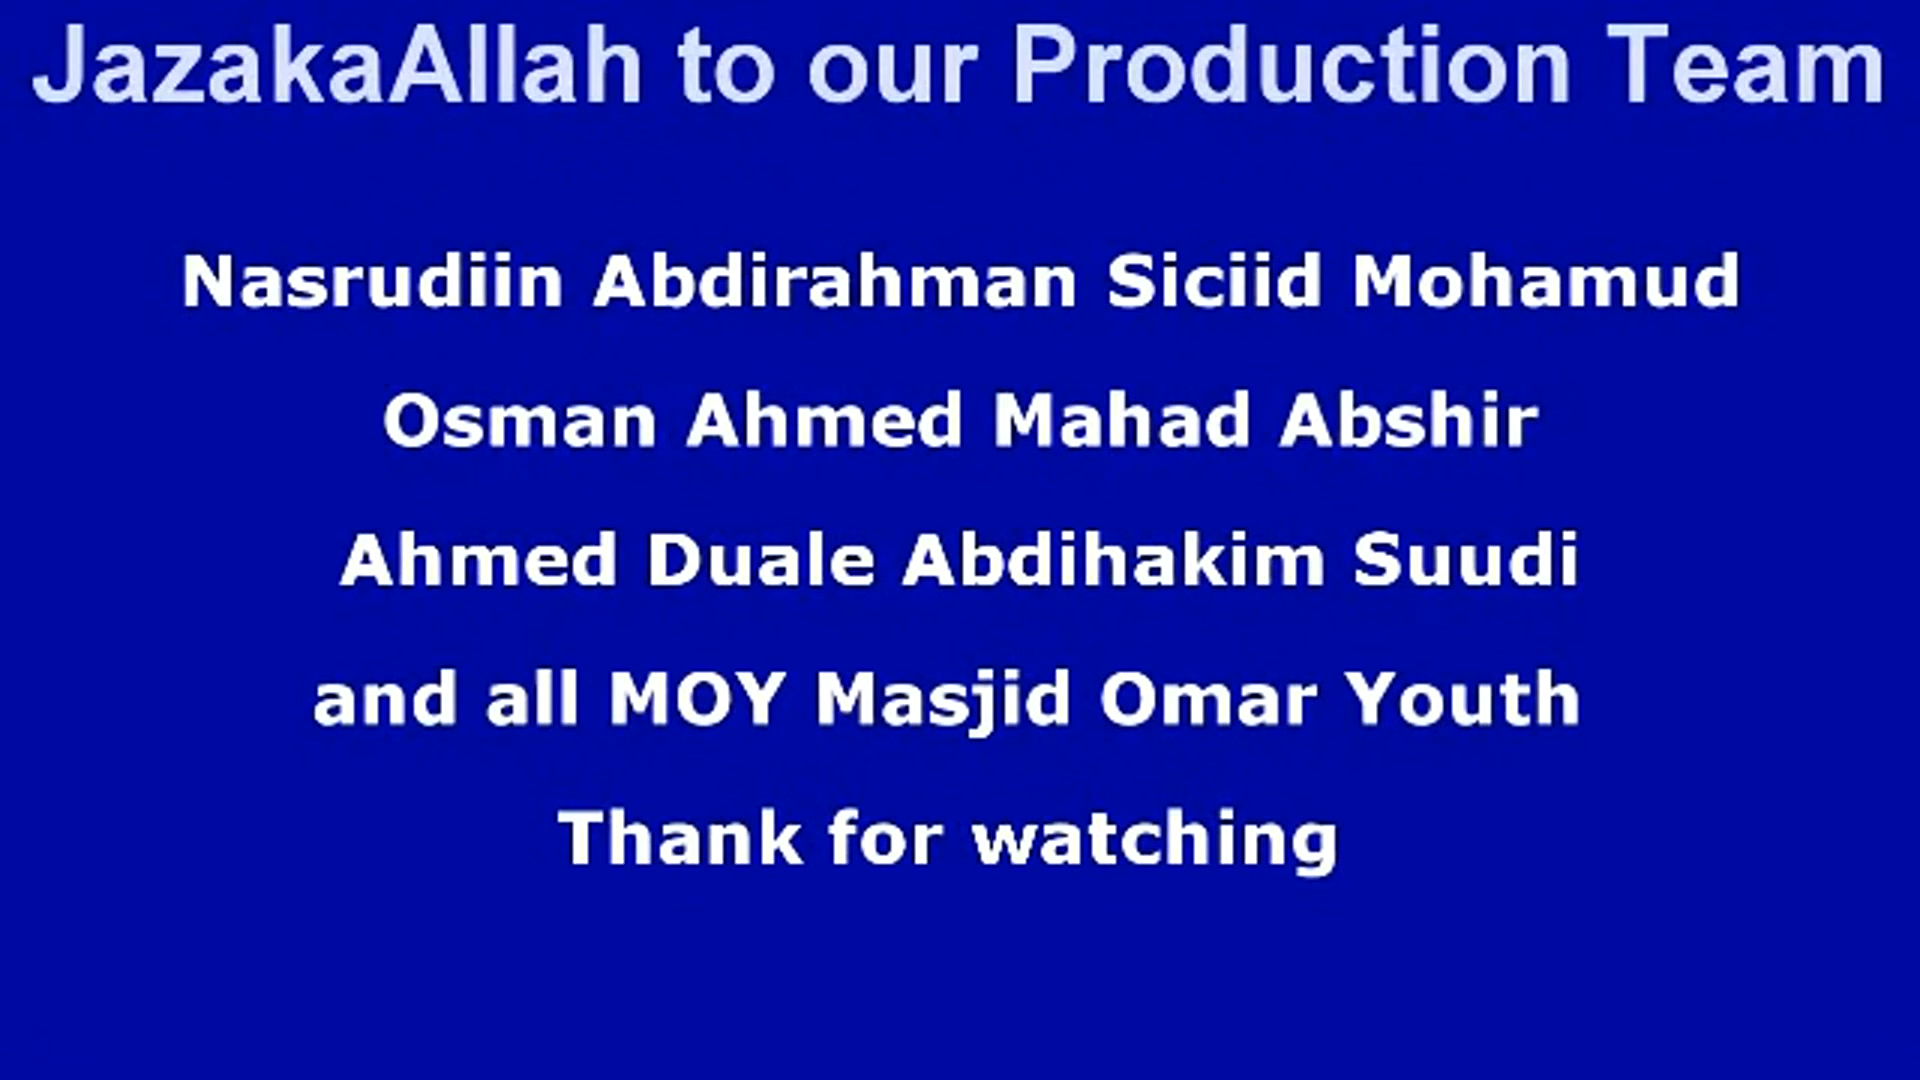 JazakaAllah to our Production Team
Nasrudiin Abdirahman Siciid Mohamud
Osman Ahmed Mahad Abshir
Ahmed Duale Abdihakim Suudi
and all MOY Masjid Omar Youth
Thank for watching